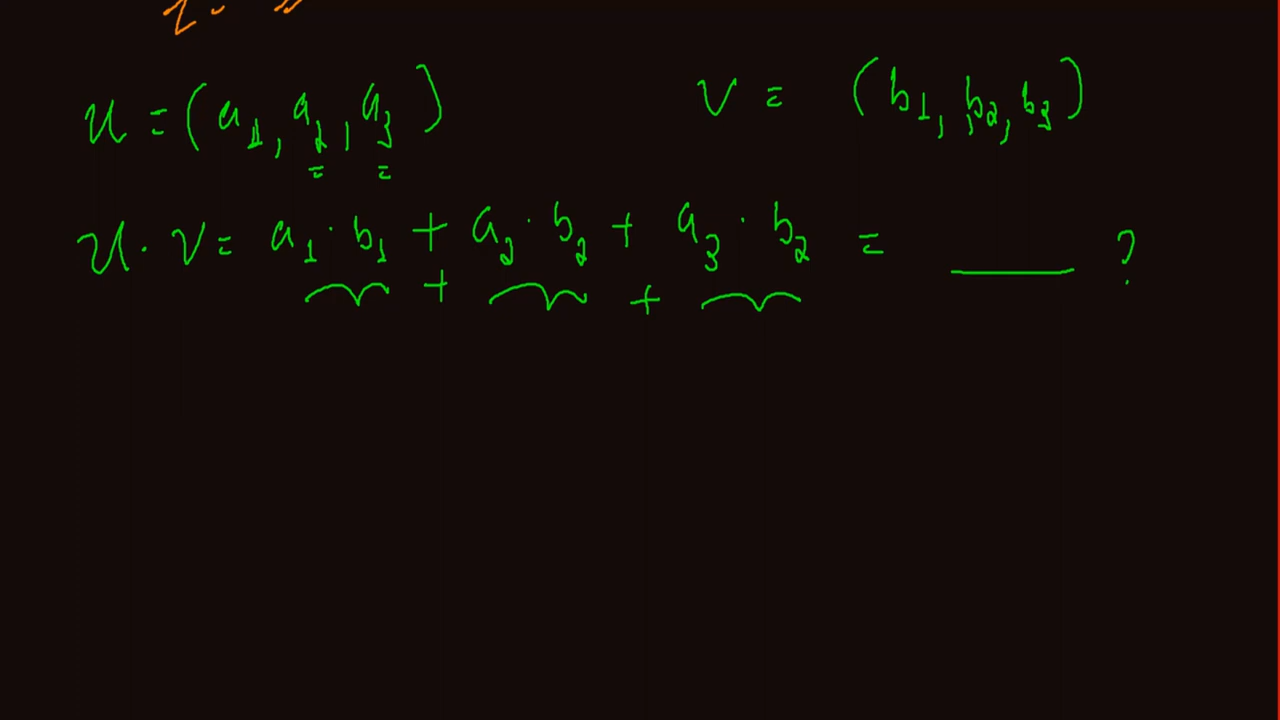 u = (a₁, a₂, a₃) v = (b₁, b₂, b₃)
u · v = a₁ · b₁ + a₂ · b₂ + a₃ · b₂ = ____ ?
+ +